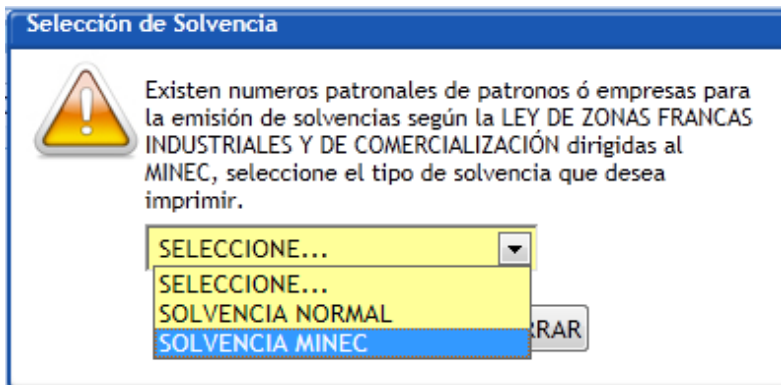 Selección de Solvencia
Existen numeros patronales de patronos ó empresas para
la emisión de solvencias según la LEY DE ZONAS FRANCAS
INDUSTRIALES Y DE COMERCIALIZACIÓN dirigidas al
MINEC, seleccione el tipo de solvencia que desea
imprimir.
SELECCIONE...
SELECCIONE...
SOLVENCIA NORMAL
SOLVENCIA MINEC
RRAR